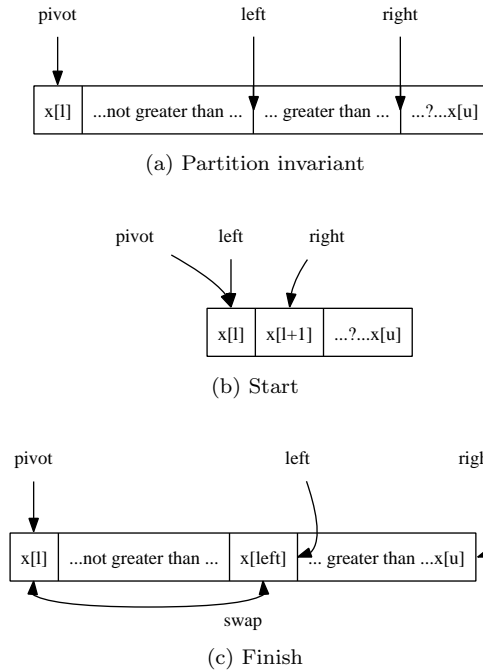 pivot left right
x[l] ...not greater than ... ... greater than ... ...?...x[u]
(a) Partition invariant
pivot left right
x[l] x[l+1] ...?...x[u]
(b) Start
pivot left righ
x[l] ...not greater than ... x[left] ... greater than ...x[u]
swap
(c) Finish